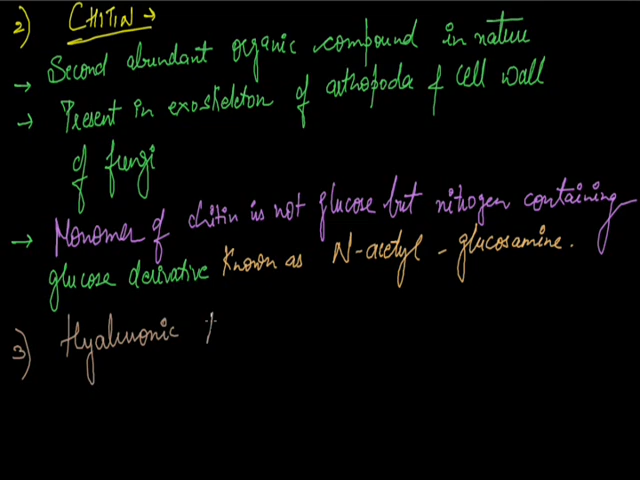 2) CHITIN →
→ Second abundant organic compound in nature
→ Present in exoskeleton of arthopoda & cell wall
of fungi
→ Monomer of chitin is not glucose but nitrogen containing
glucose derivative Known as N-acetyl-glucosamine.
3) Hyaluronic